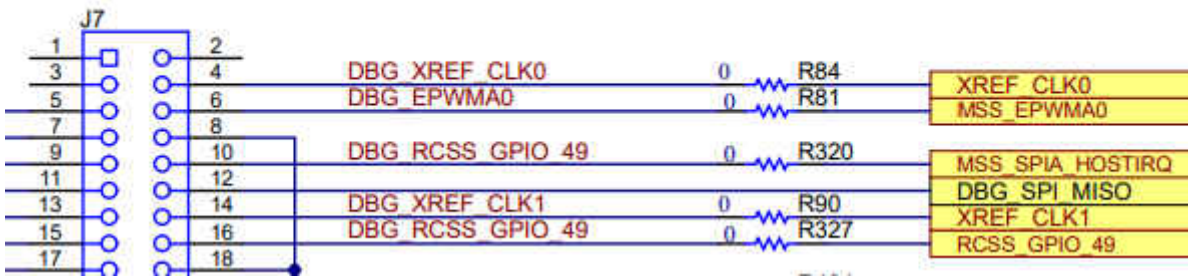 J7
1 2
3 4 DBG_XREF_CLK0 0 R84 XREF_CLK0
5 6 DBG_EPWMA0 0 R81 MSS_EPWMA0
7 8
9 10 DBG_RCSS_GPIO_49 0 R320 MSS_SPIA_HOSTIRQ
11 12 DBG_SPI_MISO
13 14 DBG_XREF_CLK1 0 R90 XREF_CLK1
15 16 DBG_RCSS_GPIO_49 0 R327 RCSS_GPIO_49
17 18